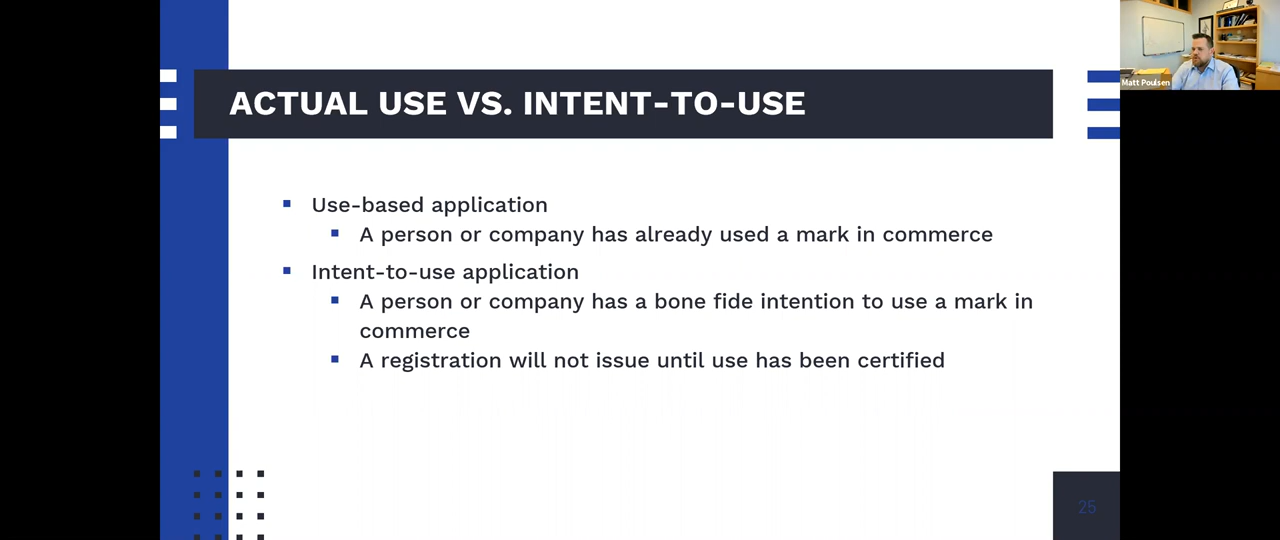 Matt Poulsen
ACTUAL USE VS. INTENT-TO-USE
Use-based application
A person or company has already used a mark in commerce
Intent-to-use application
A person or company has a bone fide intention to use a mark in
commerce
A registration will not issue until use has been certified
25